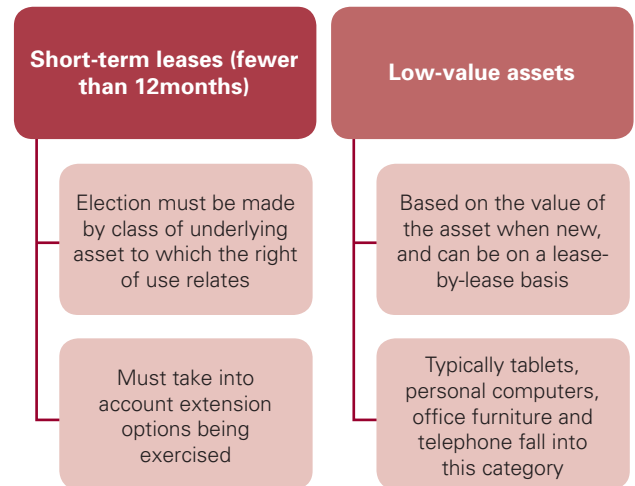 Short-term leases (fewer
than 12months)
Election must be made
by class of underlying
asset to which the right
of use relates
Must take into
account extension
options being
exercised
Low-value assets
Based on the value of
the asset when new,
and can be on a lease-
by-lease basis
Typically tablets,
personal computers,
office furniture and
telephone fall into
this category